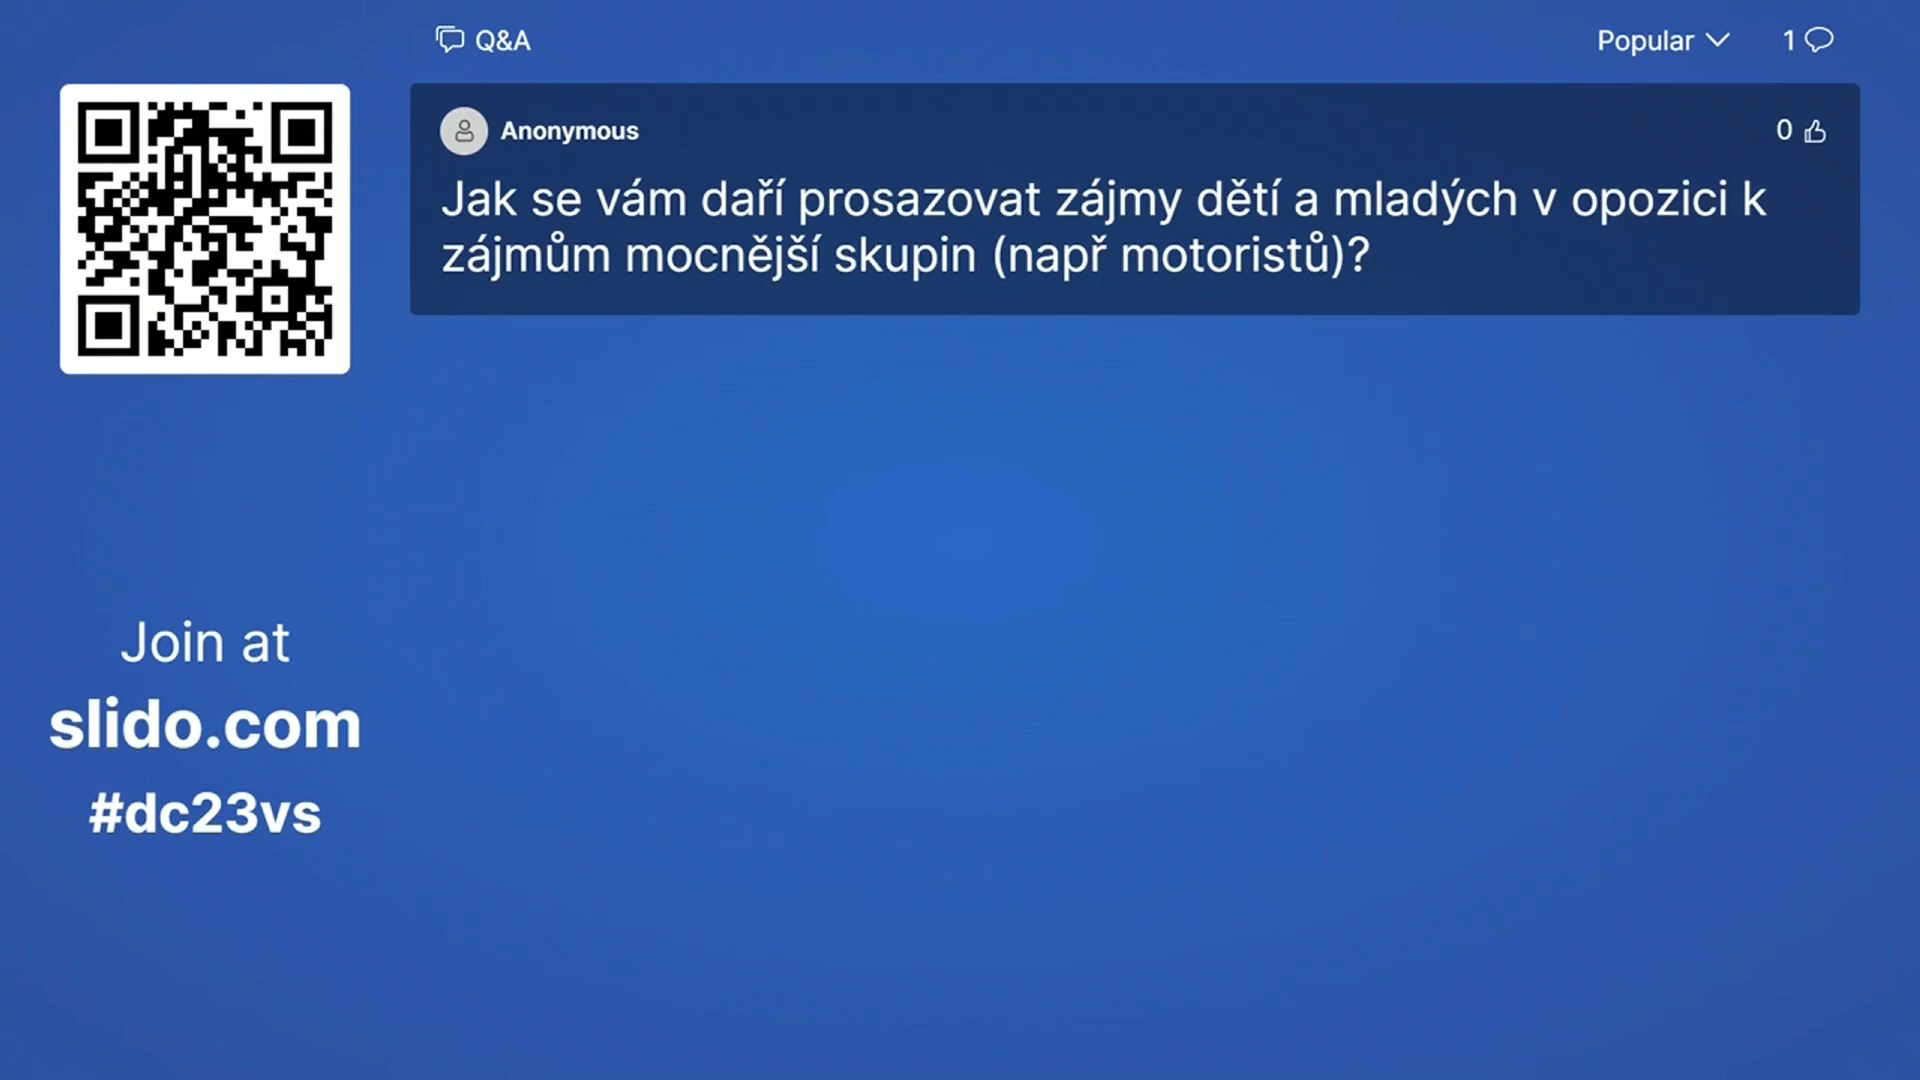 Q&A
Popular
1
Anonymous
0
Jak se vám daří prosazovat zájmy dětí a mladých v opozici k
zájmům mocnější skupin (např motoristů)?
Join at
slido.com
#dc23vs